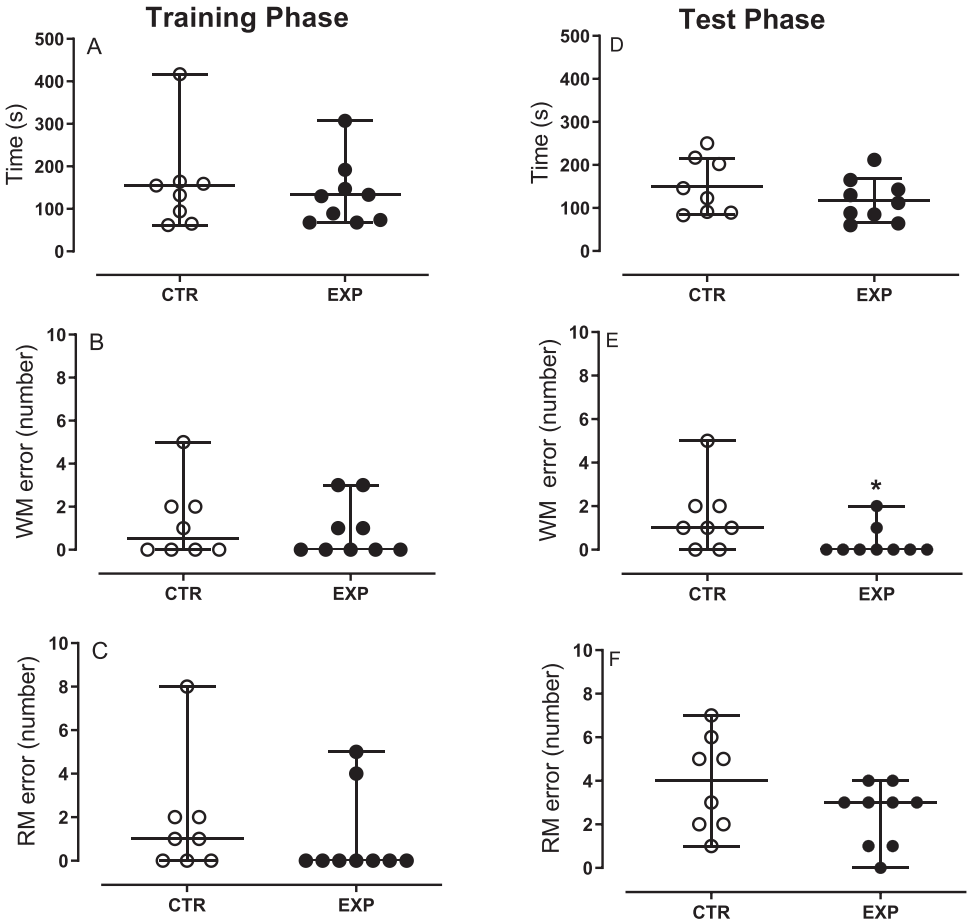 Training Phase
Test Phase
A
Time (s)
500
400
300
200
100
0
CTR
EXP
D
Time (s)
500
400
300
200
100
0
CTR
EXP
B
WM error (number)
10
8
6
4
2
0
CTR
EXP
E
WM error (number)
10
8
6
4
2
0
*
CTR
EXP
C
RM error (number)
10
8
6
4
2
0
CTR
EXP
F
RM error (number)
10
8
6
4
2
0
CTR
EXP